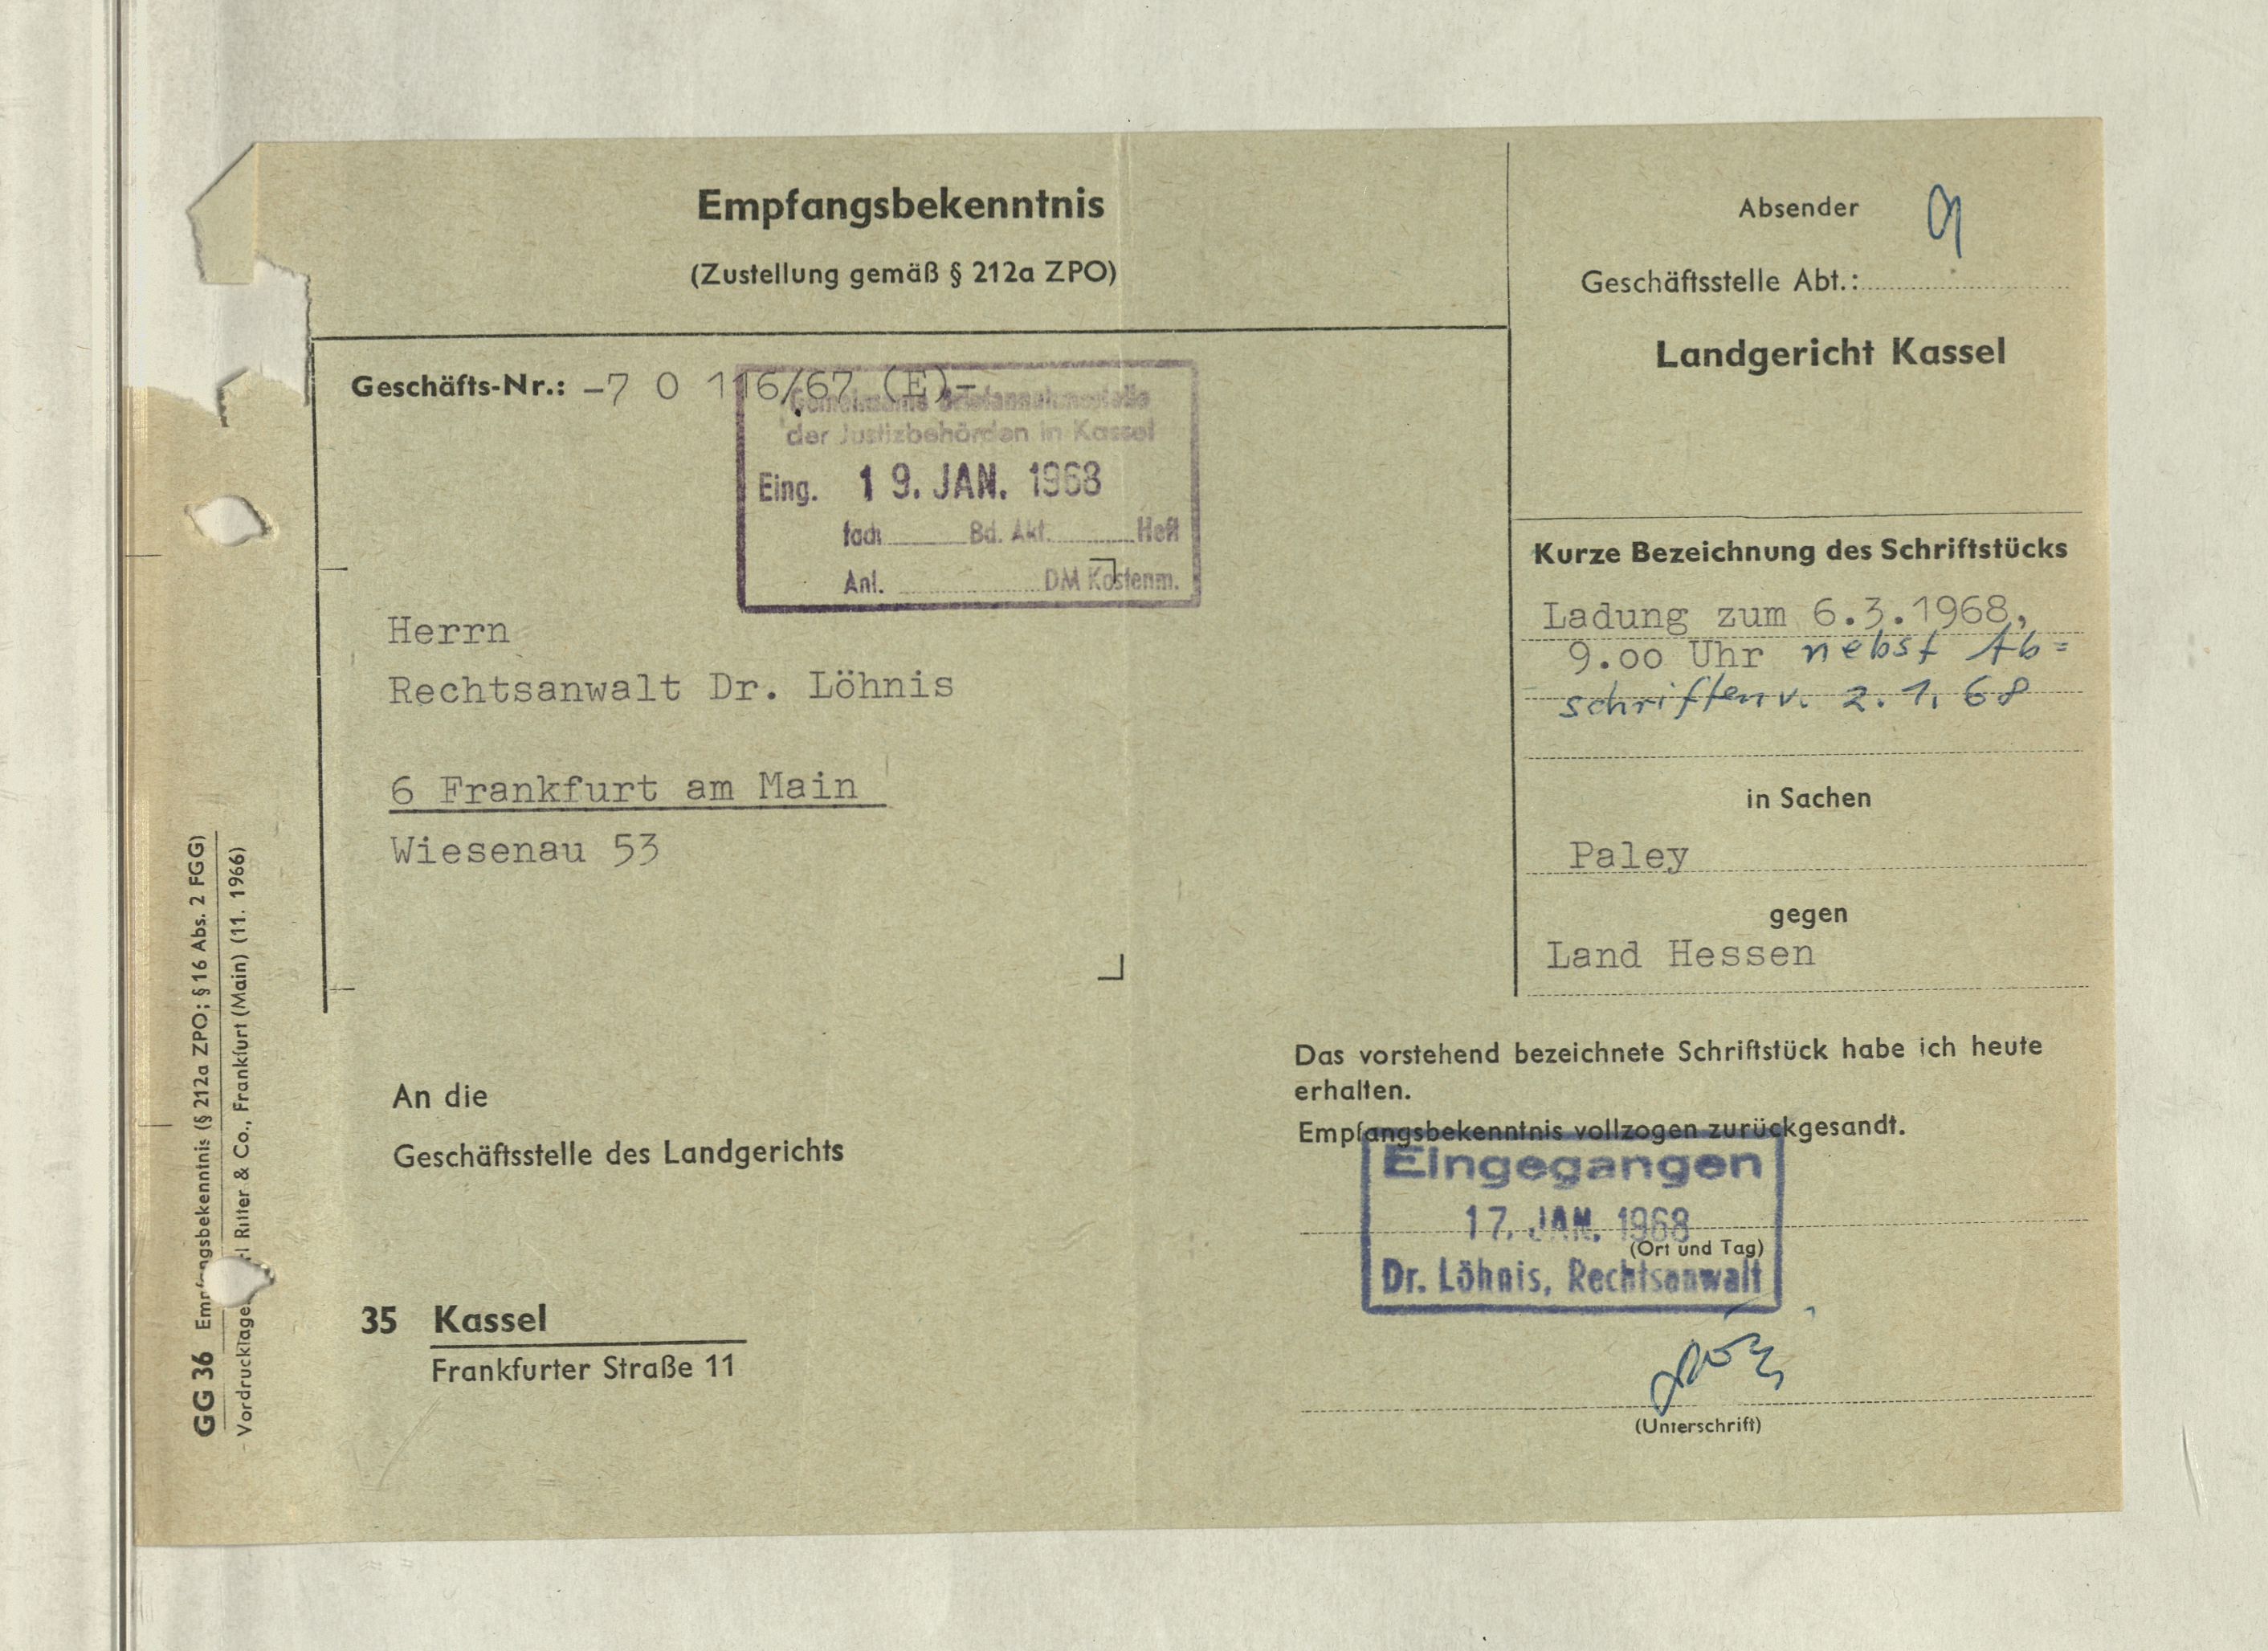 Empfangsbekenntnis
(Zustellung gemäß § 212a ZPO)
Absender
Geschäftsstelle Abt.:
Landgericht Kassel
Geschäfts-Nr.: -7 O 116/67 (E)-
Gemeinsame Briefannahmestelle
der Justizbehörden in Kassel
Eing. 19. JAN. 1968
fach Bd. Akt. Heft
Anl. DM Kostenm.
Herrn
Rechtsanwalt Dr. Löhnis
6 Frankfurt am Main
Wiesenau 53
Kurze Bezeichnung des Schriftstücks
Ladung zum 6.3.1968,
9.oo Uhr nebst Ab=
schriften v. 2.1.68
in Sachen
Paley
gegen
Land Hessen
An die
Geschäftsstelle des Landgerichts
35 Kassel
Frankfurter Straße 11
Das vorstehend bezeichnete Schriftstück habe ich heute
erhalten.
Empfangsbekenntnis vollzogen zurückgesandt.
Eingegangen
17. JAN. 1968
(Ort und Tag)
Dr. Löhnis, Rechtsanwalt
(Unterschrift)
GG 36 Empfangsbekenntnis (§ 212a ZPO; § 16 Abs. 2 FGG)
Vordrucklager Ritter & Co., Frankfurt (Main) (11. 1966)